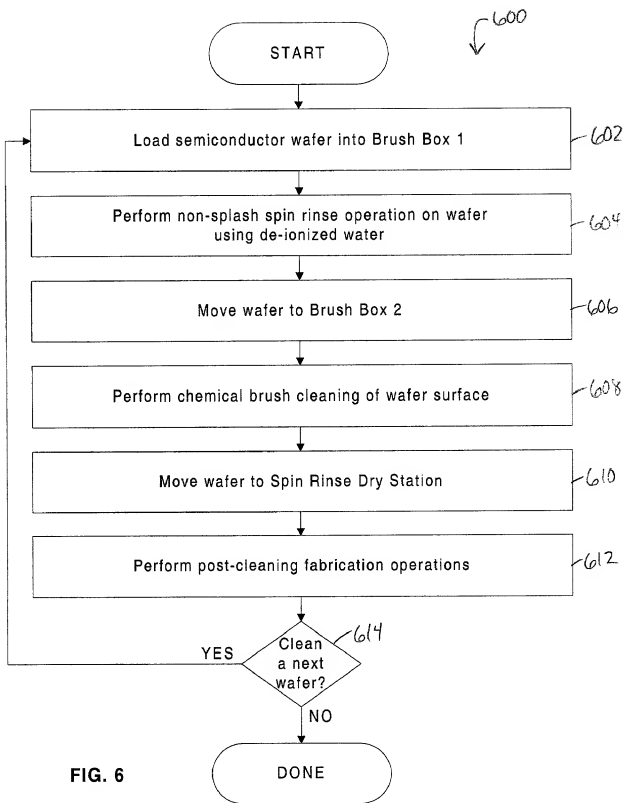 600
START
Load semiconductor wafer into Brush Box 1
602
Perform non-splash spin rinse operation on wafer
using de-ionized water
604
Move wafer to Brush Box 2
606
Perform chemical brush cleaning of wafer surface
608
Move wafer to Spin Rinse Dry Station
610
Perform post-cleaning fabrication operations
612
614
Clean
a next
wafer?
YES
NO
DONE
FIG. 6